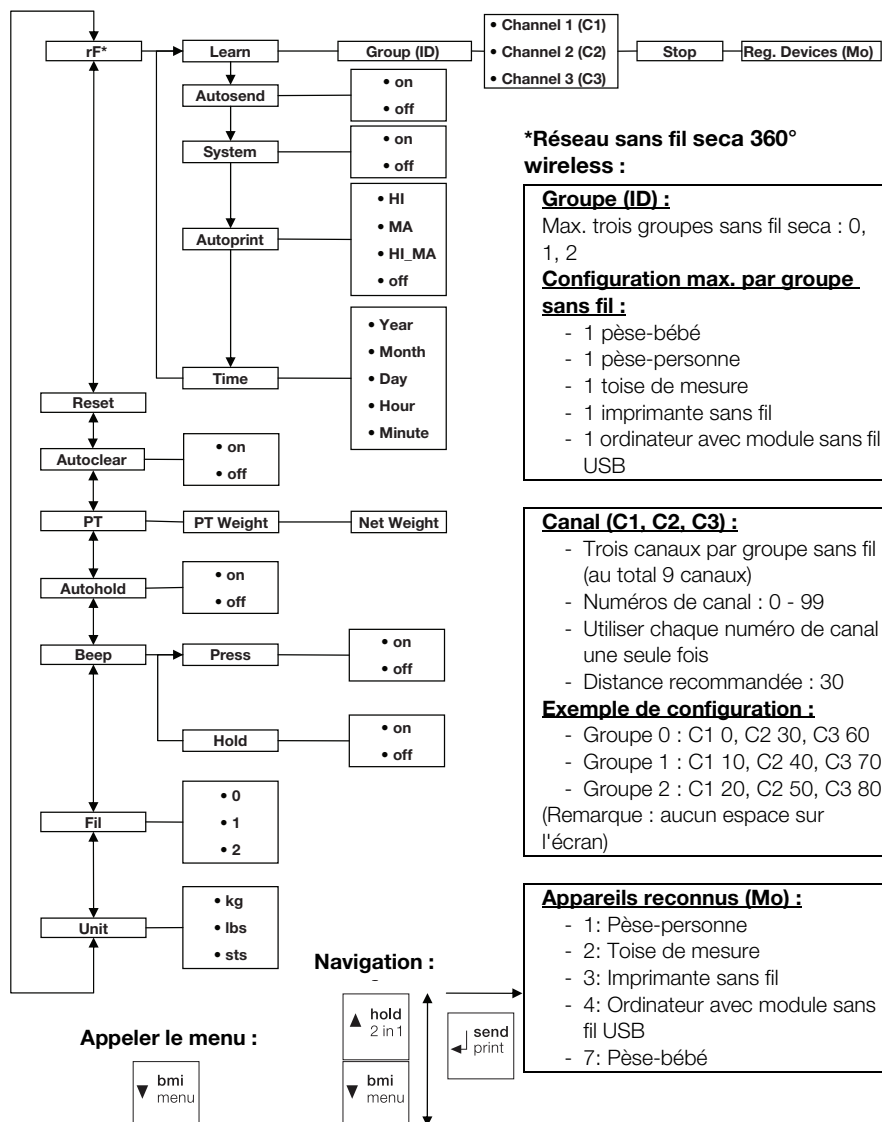 rF*
Learn
Group (ID)
• Channel 1 (C1)
• Channel 2 (C2)
• Channel 3 (C3)
Stop
Reg. Devices (Mo)
Autosend
• on
• off
System
• on
• off
Autoprint
• HI
• MA
• HI_MA
• off
Time
• Year
• Month
• Day
• Hour
• Minute
Reset
Autoclear
• on
• off
PT
PT Weight
Net Weight
Autohold
• on
• off
Beep
Press
• on
• off
Hold
• on
• off
Fil
• 0
• 1
• 2
Unit
• kg
• lbs
• sts
*Réseau sans fil seca 360°
wireless :
Groupe (ID) :
Max. trois groupes sans fil seca : 0,
1, 2
Configuration max. par groupe
sans fil :
- 1 pèse-bébé
- 1 pèse-personne
- 1 toise de mesure
- 1 imprimante sans fil
- 1 ordinateur avec module sans fil
USB
Canal (C1, C2, C3) :
- Trois canaux par groupe sans fil
(au total 9 canaux)
- Numéros de canal : 0 - 99
- Utiliser chaque numéro de canal
une seule fois
- Distance recommandée : 30
Exemple de configuration :
- Groupe 0 : C1 0, C2 30, C3 60
- Groupe 1 : C1 10, C2 40, C3 70
- Groupe 2 : C1 20, C2 50, C3 80
(Remarque : aucun espace sur
l'écran)
Appareils reconnus (Mo) :
- 1: Pèse-personne
- 2: Toise de mesure
- 3: Imprimante sans fil
- 4: Ordinateur avec module sans
fil USB
- 7: Pèse-bébé
Navigation :
hold
2 in 1
send
print
bmi
menu
Appeler le menu :
bmi
menu